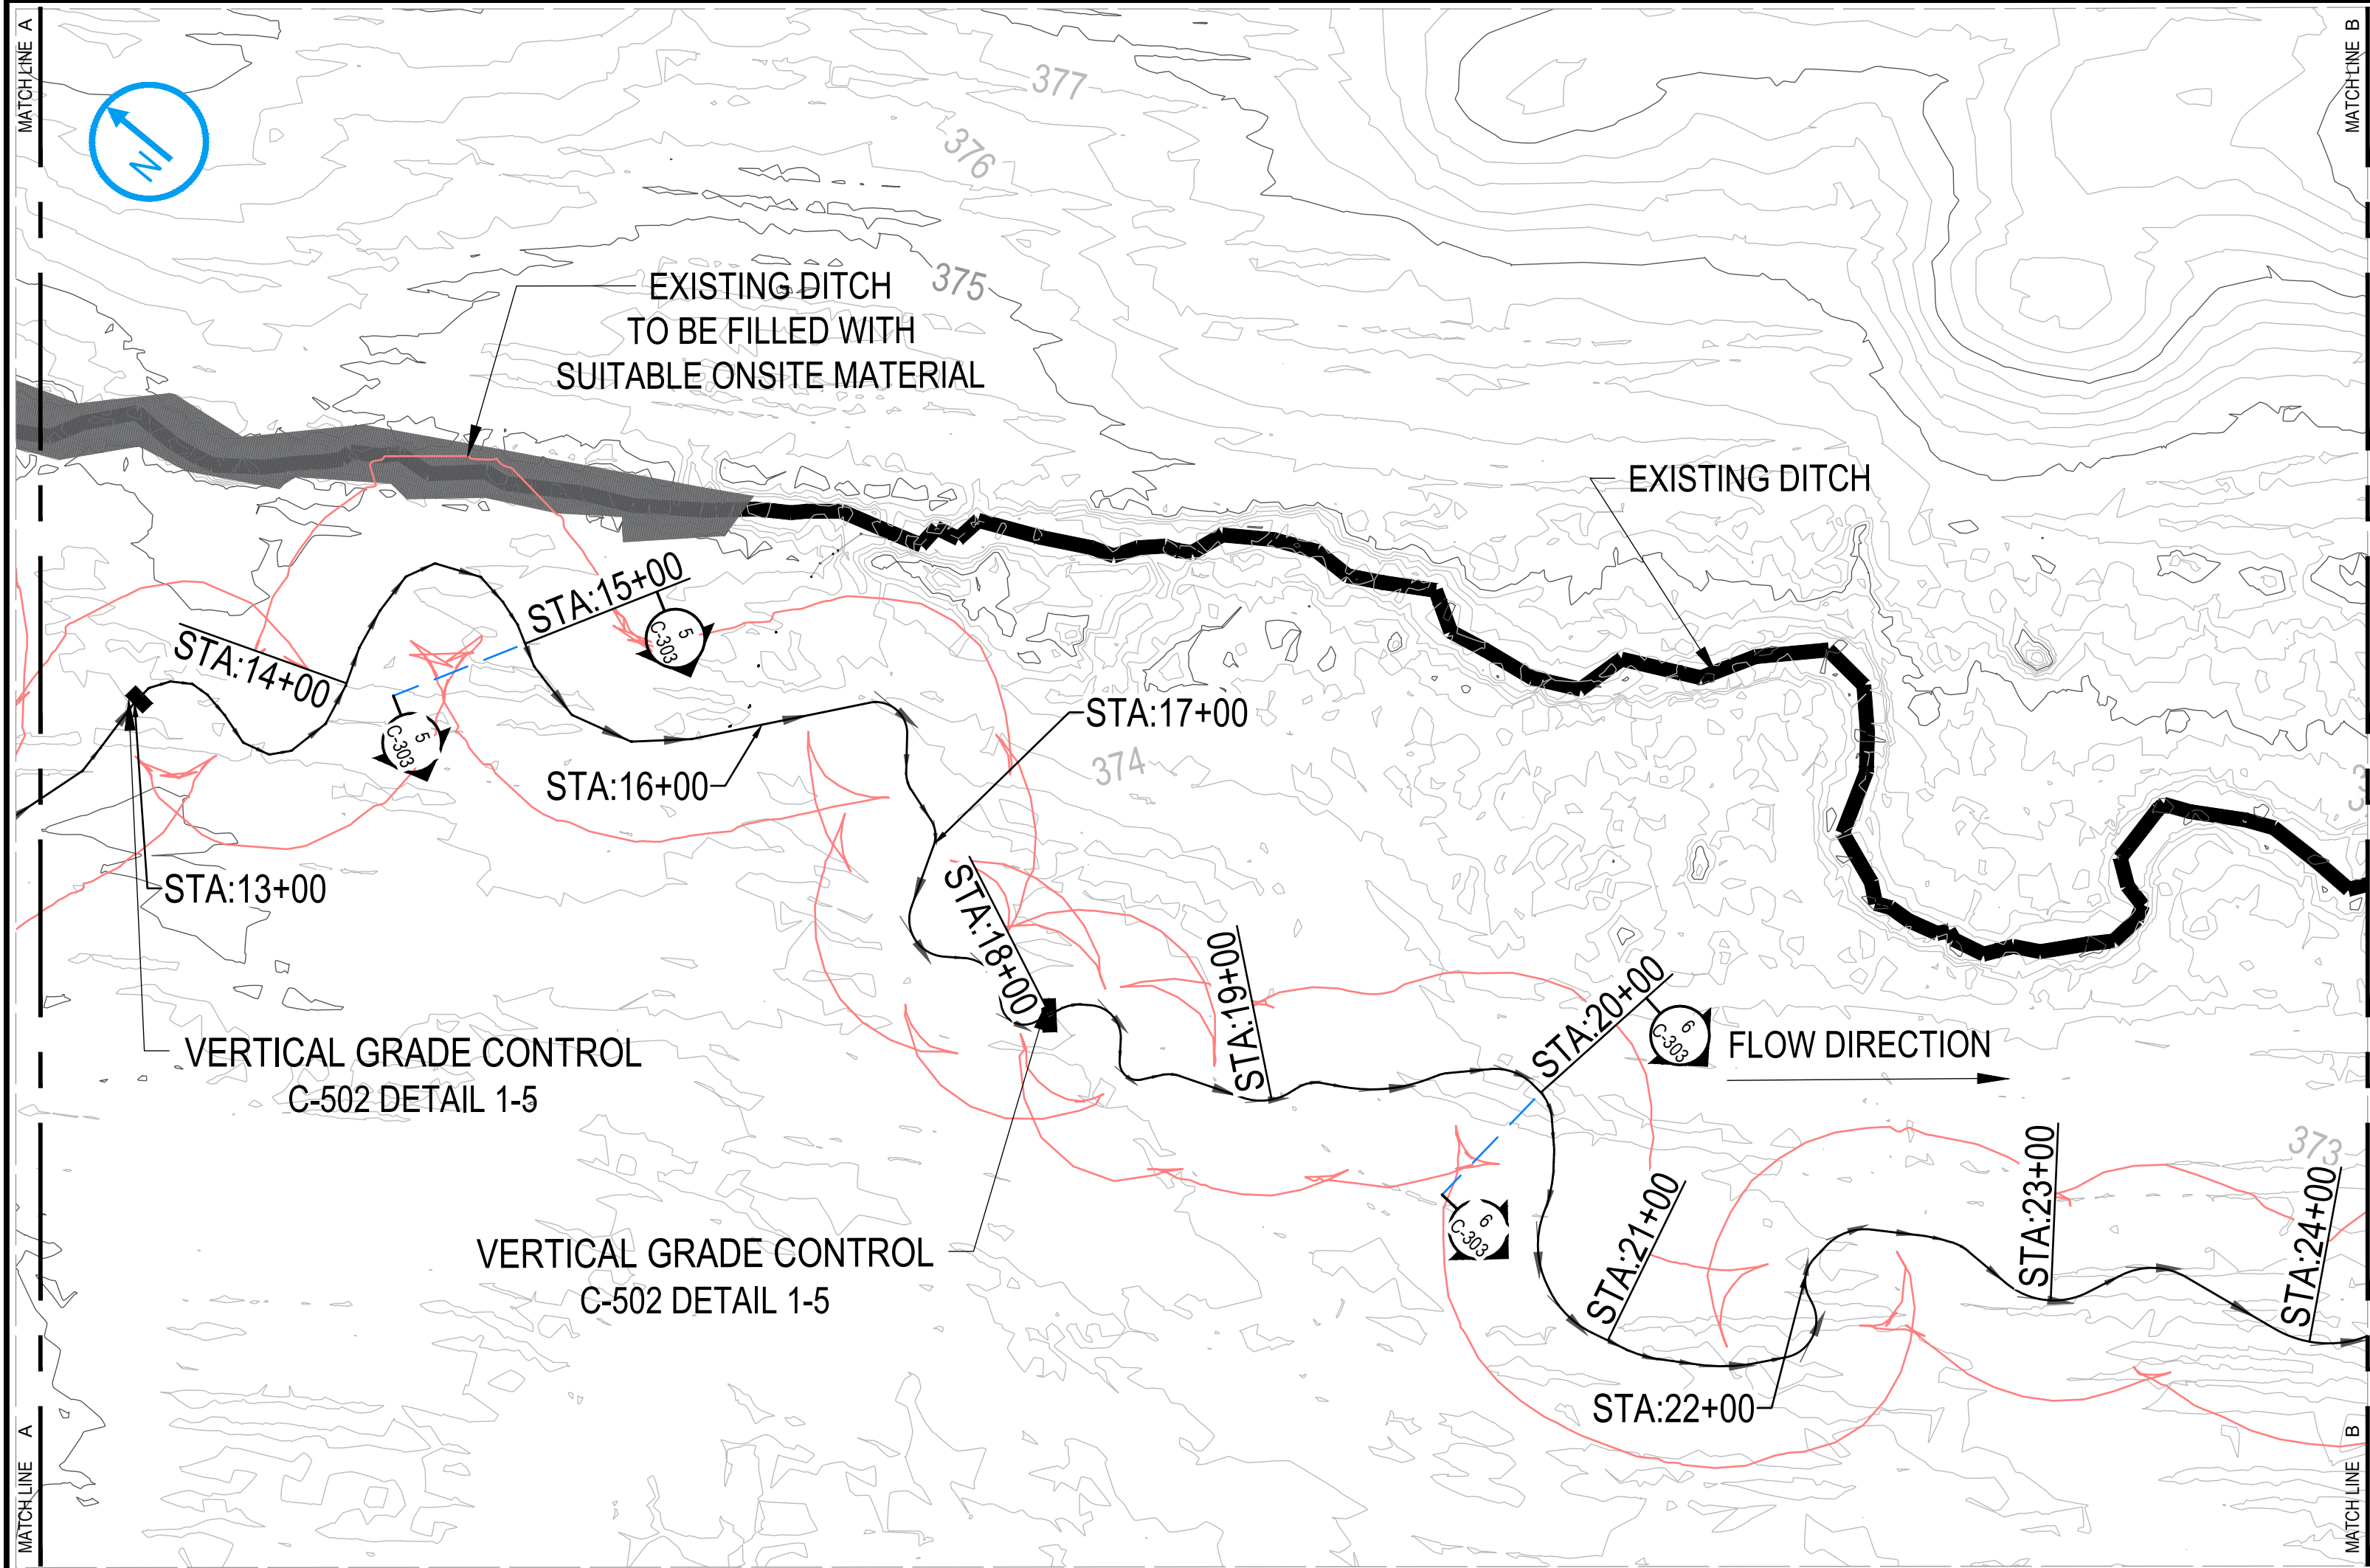 MATCH LINE A
MATCH LINE B
N
377
376
375
EXISTING DITCH
TO BE FILLED WITH
SUITABLE ONSITE MATERIAL
EXISTING DITCH
STA:15+00
5
C-303
STA:14+00
5
C-303
STA:17+00
374
STA:16+00
STA:13+00
STA:18+00
STA:19+00
STA:20+00
6
C-303
FLOW DIRECTION
VERTICAL GRADE CONTROL
C-502 DETAIL 1-5
373
STA:23+00
STA:24+00
STA:21+00
6
C-303
VERTICAL GRADE CONTROL
C-502 DETAIL 1-5
STA:22+00
MATCH LINE A
MATCH LINE B